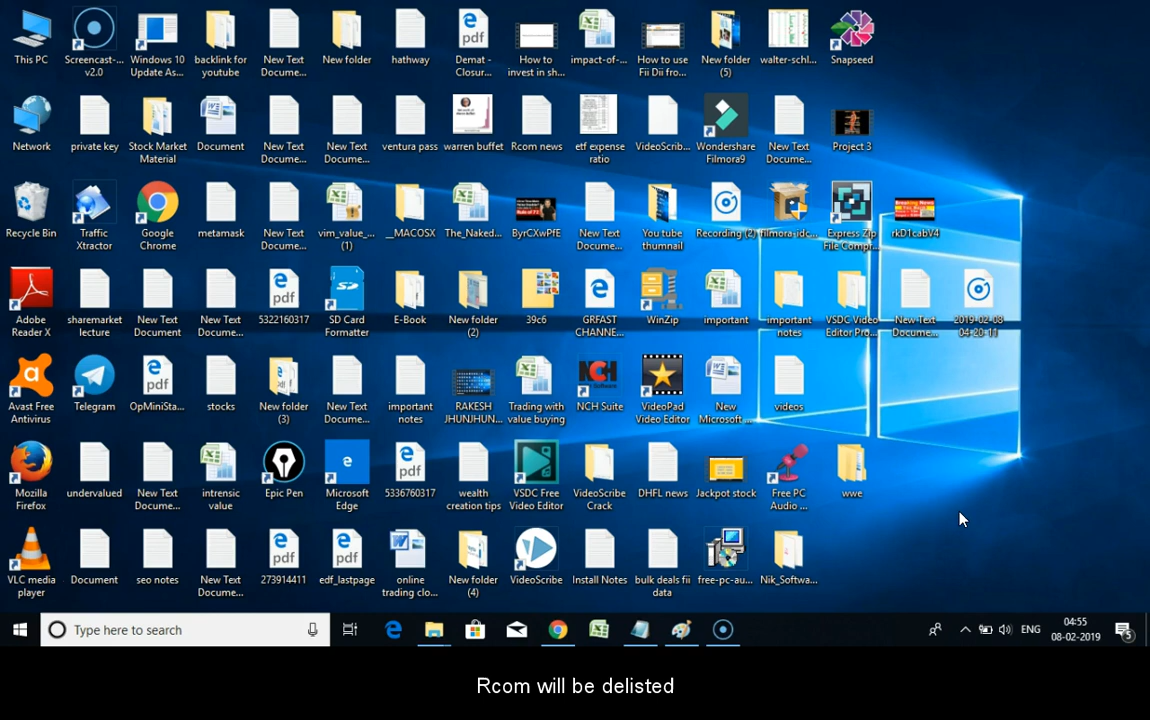 This PC
Screencast-...
v2.0
Windows 10
Update As...
backlink for
youtube
New Text
Docume...
New folder
hathway
Demat -
Closur...
How to
invest in sh...
impact-of-...
How to use
Fii Dii fro...
New folder
(5)
walter-schl...
Snapseed
Network
private key
Stock Market
Material
Document
New Text
Docume...
New Text
Docume...
ventura pass
warren buffet
Rcom news
etf expense
ratio
VideoScrib...
Wondershare
Filmora9
New Text
Docume...
Project 3
Recycle Bin
Traffic
Xtractor
Google
Chrome
metamask
New Text
Docume...
vim_value_...
(1)
__MACOSX
The_Naked...
ByrCXwPfE
New Text
Docume...
You tube
thumnail
Recording (2)
filmora-idc...
Express Zip
File Compr...
rkD1cabV4
Adobe
Reader X
sharemarket
lecture
New Text
Document
New Text
Docume...
5322160317
SD Card
Formatter
E-Book
New folder
(2)
39c6
GRFAST
CHANNE...
WinZip
important
important
notes
VSDC Video
Editor Pro...
New Text
Docume...
2019-02-08
04-20-11
Avast Free
Antivirus
Telegram
OpMiniSta...
stocks
New folder
(3)
New Text
Docume...
important
notes
RAKESH
JHUNJHUN...
Trading with
value buying
NCH Suite
VideoPad
Video Editor
New
Microsoft ...
videos
Mozilla
Firefox
undervalued
New Text
Docume...
intrensic
value
Epic Pen
Microsoft
Edge
5336760317
wealth
creation tips
VSDC Free
Video Editor
VideoScribe
Crack
DHFL news
Jackpot stock
Free PC
Audio ...
wwe
VLC media
player
Document
seo notes
New Text
Docume...
273914411
edf_lastpage
online
trading clo...
New folder
(4)
VideoScribe
Install Notes
bulk deals fii
data
free-pc-au...
Nik_Softwa...
Type here to search
ENG
04:55
08-02-2019
5
Rcom will be delisted